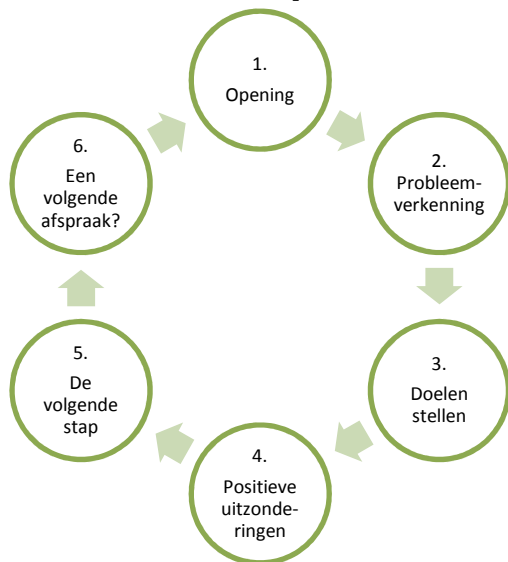 1.
Opening
2.
Probleem-
verkenning
3.
Doelen
stellen
4.
Positieve
uitzonde-
ringen
5.
De
volgende
stap
6.
Een
volgende
afspraak?